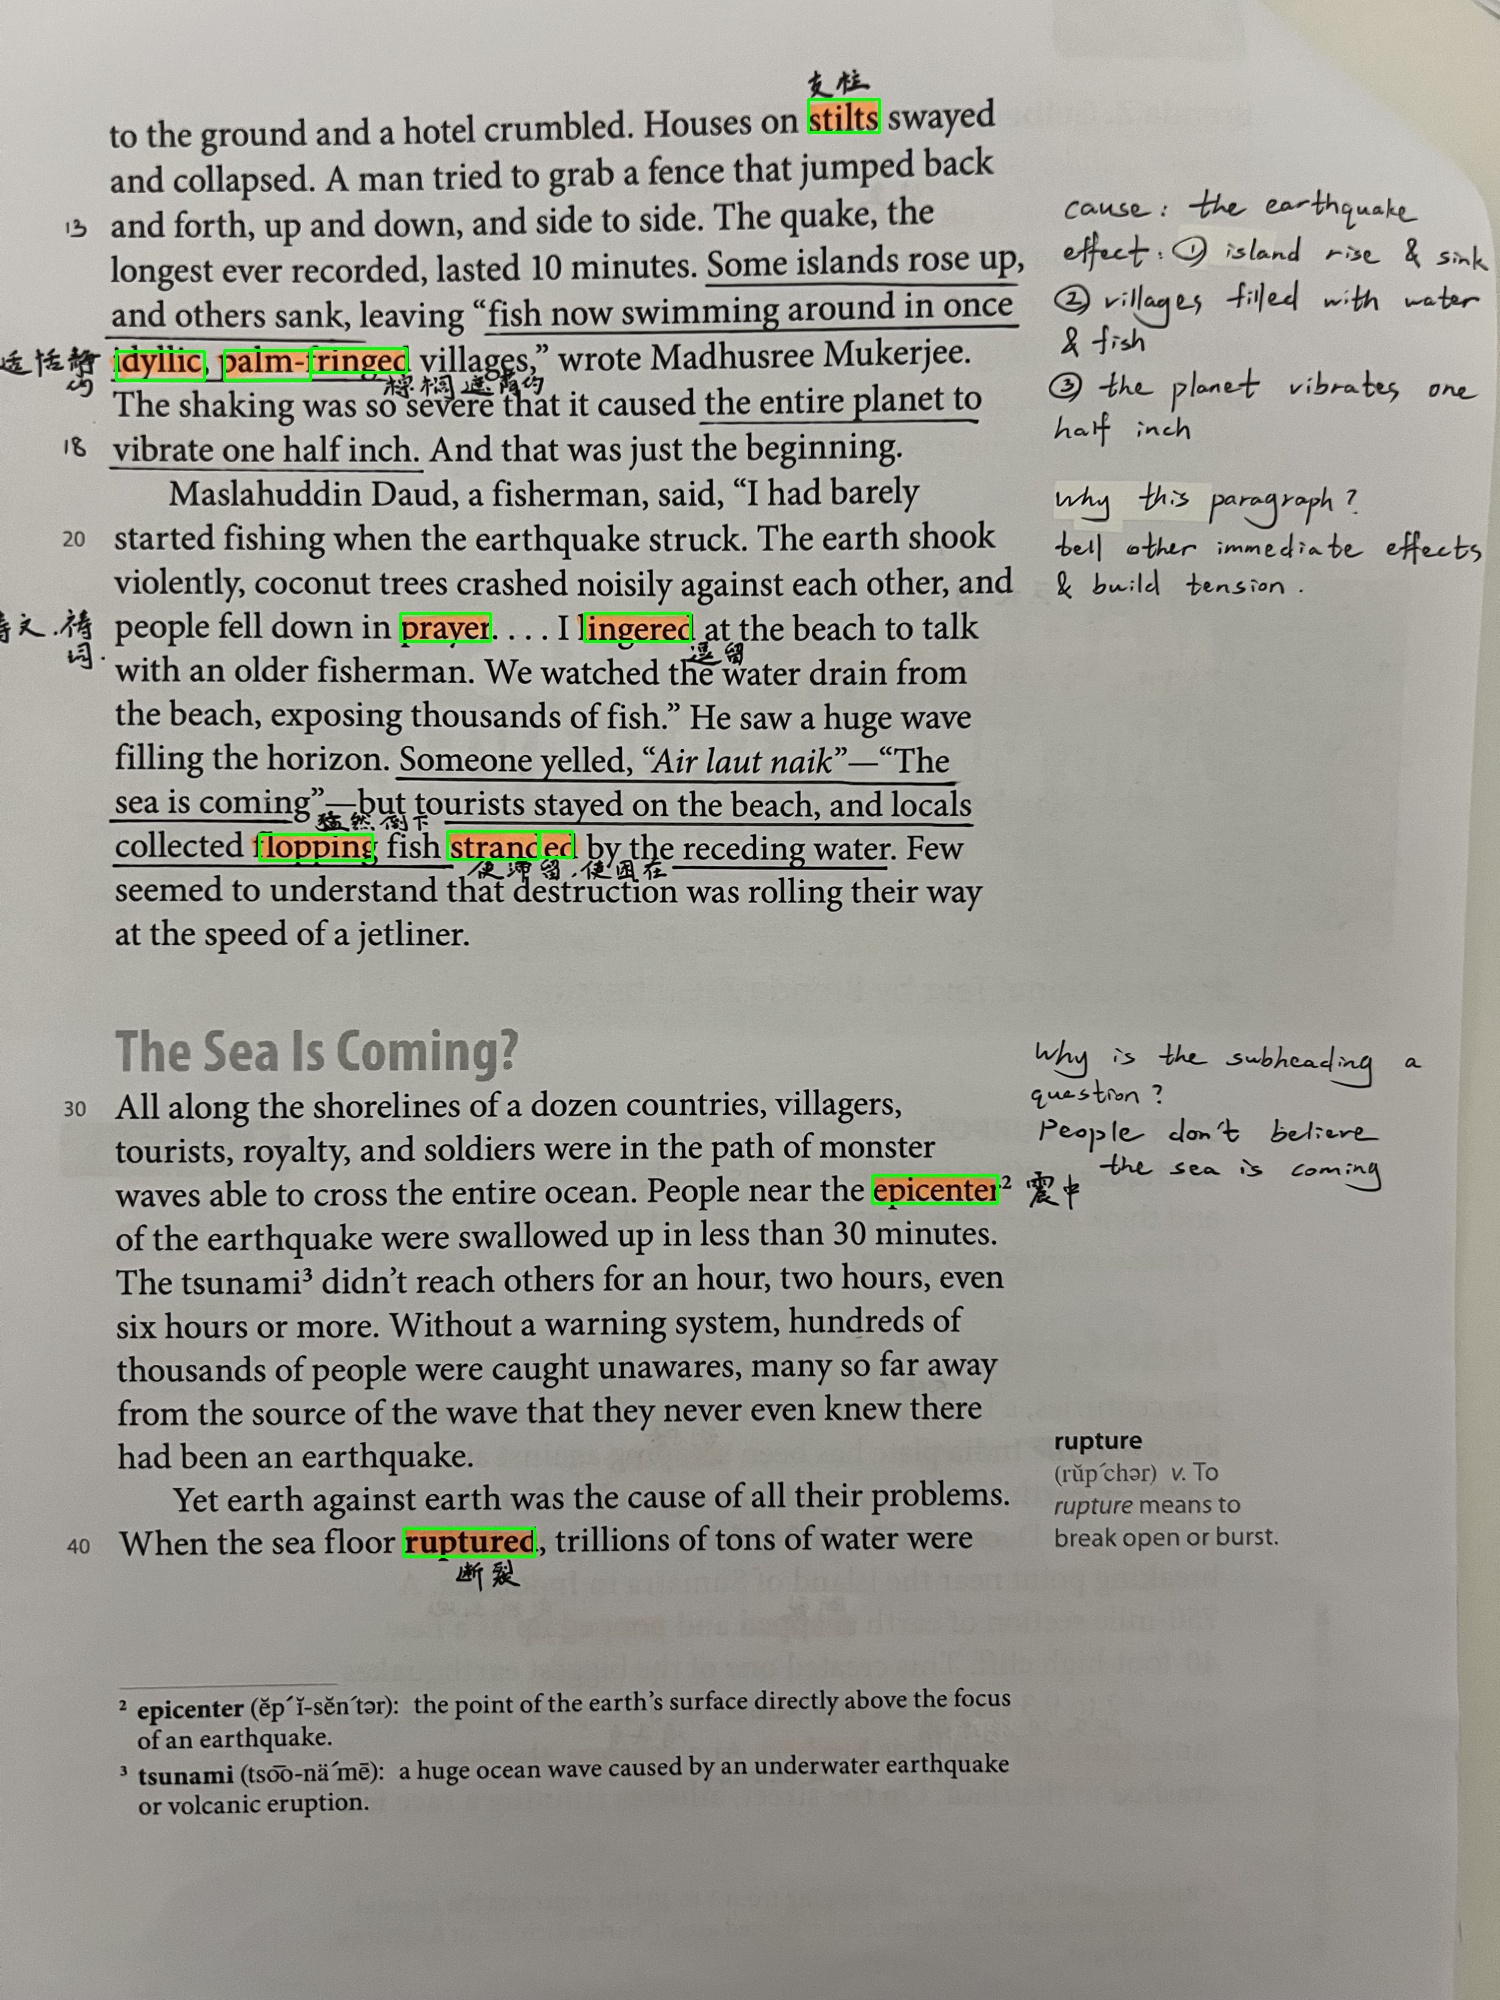 支柱
to the ground and a hotel crumbled. Houses on stilts swayed
and collapsed. A man tried to grab a fence that jumped back
13 and forth, up and down, and side to side. The quake, the
longest ever recorded, lasted 10 minutes. Some islands rose up,
and others sank, leaving “fish now swimming around in once
idyllic, palm-fringed villages,” wrote Madhusree Mukerjee.
恬静
的
棕榈遮荫的
The shaking was so severe that it caused the entire planet to
18 vibrate one half inch. And that was just the beginning.
Maslahuddin Daud, a fisherman, said, “I had barely
20 started fishing when the earthquake struck. The earth shook
violently, coconut trees crashed noisily against each other, and
people fell down in prayer. . . . I lingered at the beach to talk
祷文.祷
词.
逗留
with an older fisherman. We watched the water drain from
the beach, exposing thousands of fish.” He saw a huge wave
filling the horizon. Someone yelled, “Air laut naik”—“The
sea is coming”—but tourists stayed on the beach, and locals
猛然倒下
collected flopping fish stranded by the receding water. Few
使滞留.使困在
seemed to understand that destruction was rolling their way
at the speed of a jetliner.
cause: the earthquake
effect: ① island rise & sink
② villages filled with water
& fish
③ the planet vibrates one
half inch
why this paragraph?
tell other immediate effects
& build tension.
The Sea Is Coming?
30 All along the shorelines of a dozen countries, villagers,
tourists, royalty, and soldiers were in the path of monster
waves able to cross the entire ocean. People near the epicenter² 震中
of the earthquake were swallowed up in less than 30 minutes.
The tsunami³ didn’t reach others for an hour, two hours, even
six hours or more. Without a warning system, hundreds of
thousands of people were caught unawares, many so far away
from the source of the wave that they never even knew there
had been an earthquake.
Yet earth against earth was the cause of all their problems.
40 When the sea floor ruptured, trillions of tons of water were
断裂
Why is the subheading a
question?
People don't believe
the sea is coming
rupture
(rŭp´chər) v. To
rupture means to
break open or burst.
² epicenter (ĕp´ĭ-sĕn´tər): the point of the earth’s surface directly above the focus
of an earthquake.
³ tsunami (tsoō-nä´mē): a huge ocean wave caused by an underwater earthquake
or volcanic eruption.